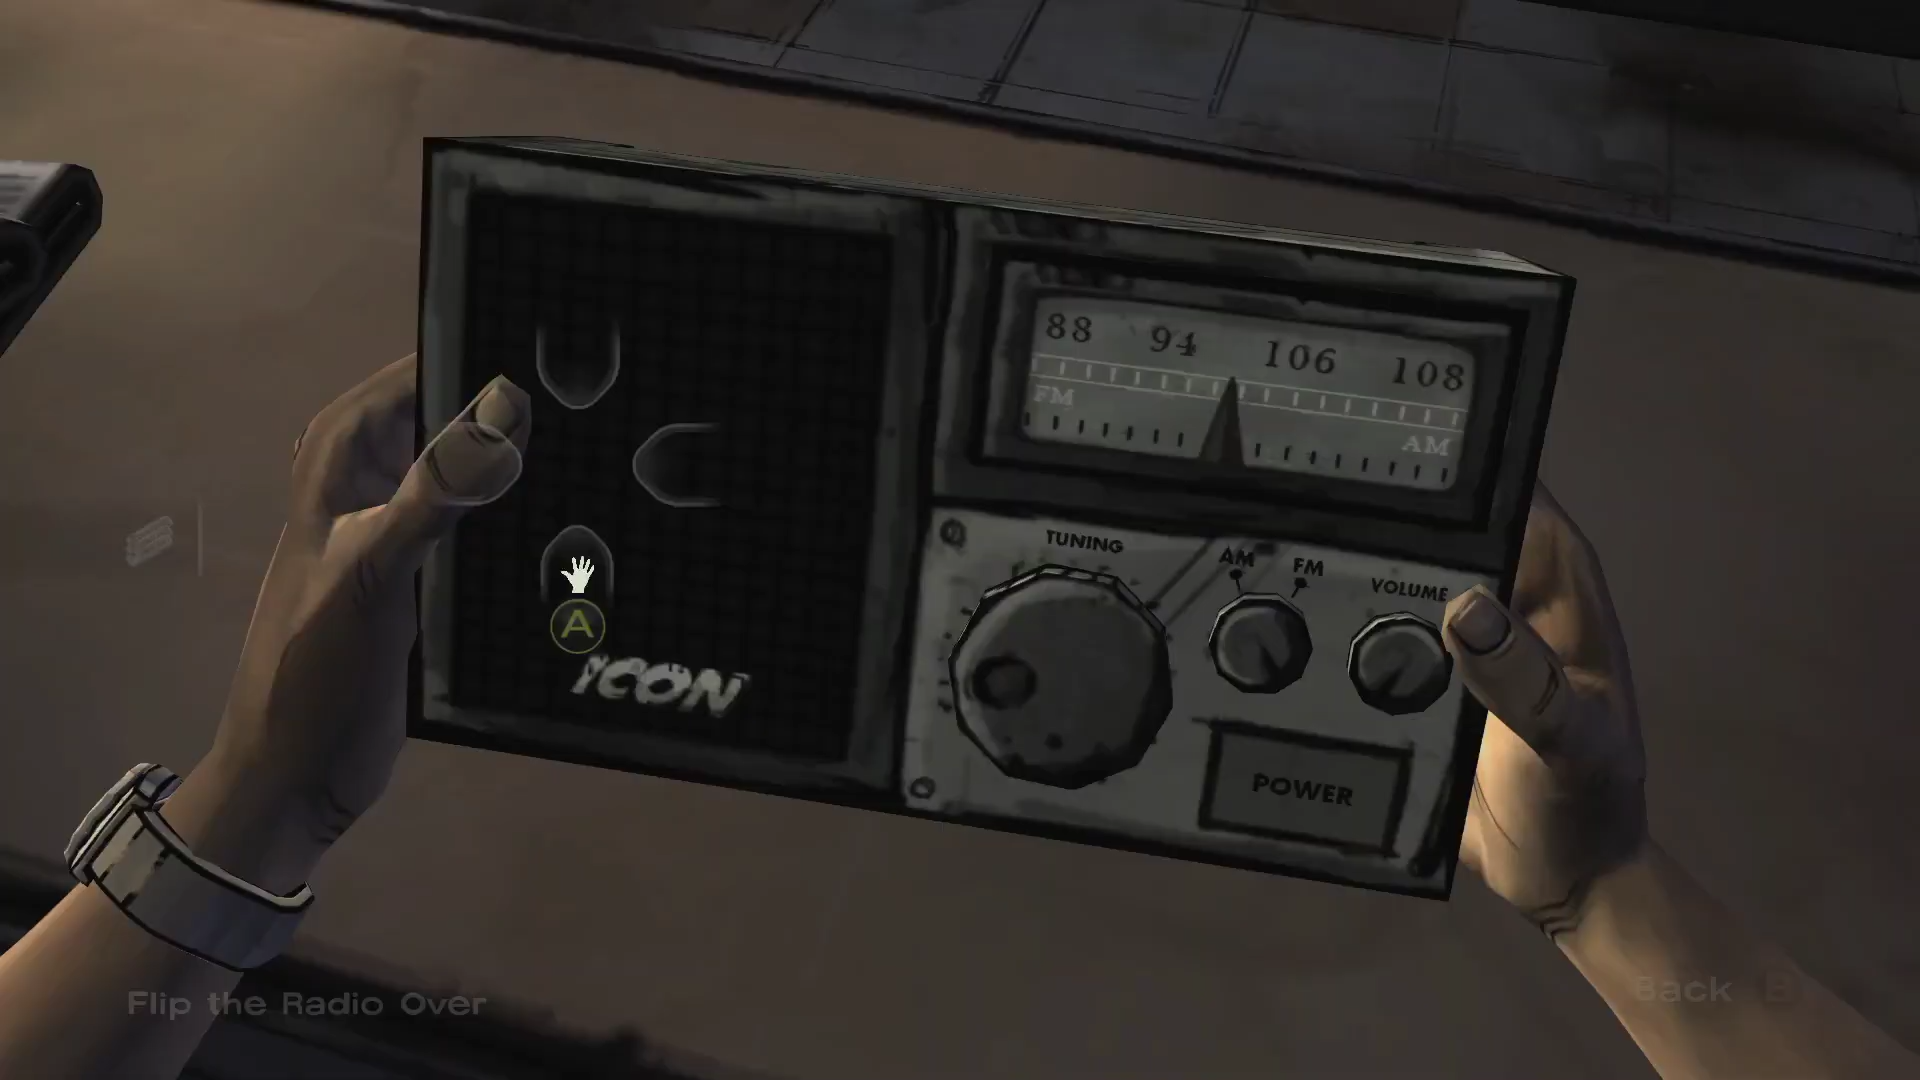 88 94 106 108
FM
AM
TUNING
AM FM
VOLUME
A
ICON
POWER
Flip the Radio Over
Back B